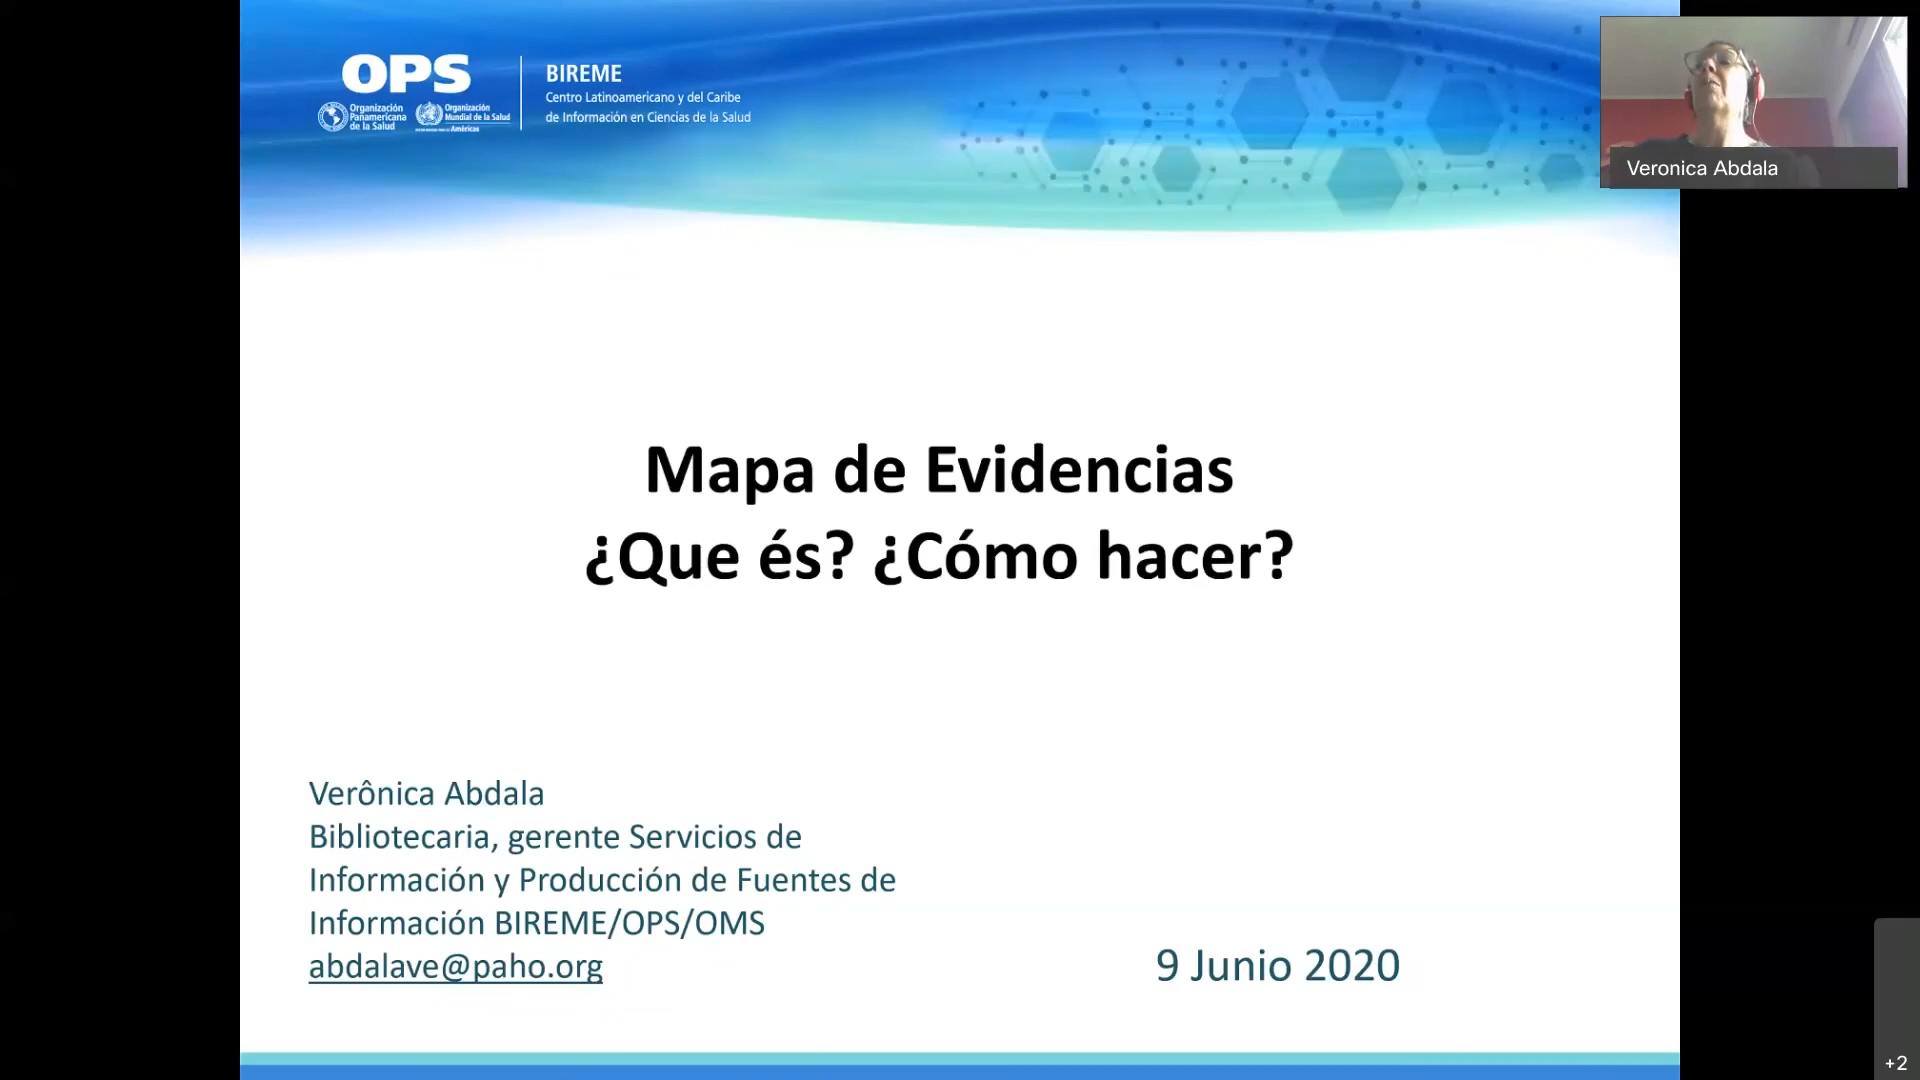 OPS
Organización
Panamericana
de la Salud
Organización
Mundial de la Salud
Américas
BIREME
Centro Latinoamericano y del Caribe
de Información en Ciencias de la Salud
Veronica Abdala
Mapa de Evidencias
¿Que és? ¿Cómo hacer?
Verônica Abdala
Bibliotecaria, gerente Servicios de
Información y Producción de Fuentes de
Información BIREME/OPS/OMS
abdalave@paho.org
9 Junio 2020
+2